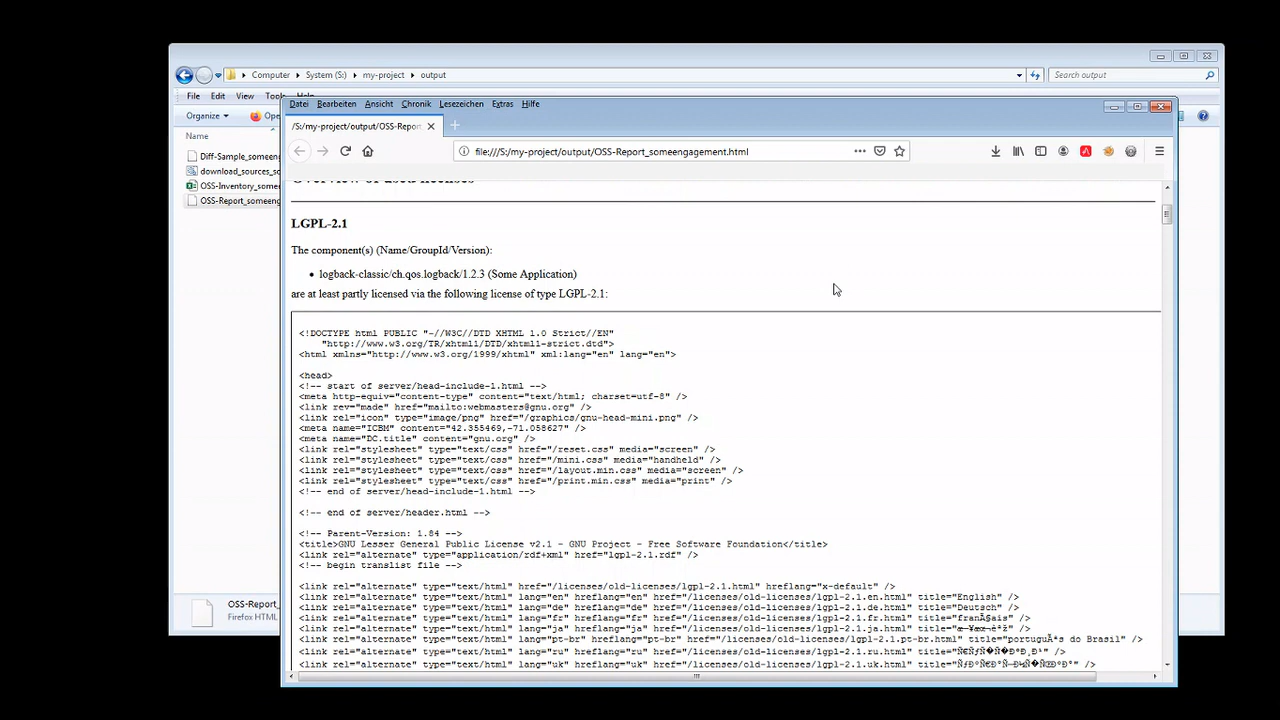 Computer ▸ System (S:) ▸ my-project ▸ output
Search output
File Edit View Tools Help
Organize
Name
Diff-Sample_someen
download_sources_so
OSS-Inventory_some
OSS-Report_someeng
OSS-Report_
Firefox HTML
Datei Bearbeiten Ansicht Chronik Lesezeichen Extras Hilfe
/S:/my-project/output/OSS-Report
file:///S:/my-project/output/OSS-Report_someengagement.html
Overview of used licenses
LGPL-2.1
The component(s) (Name/GroupId/Version):
• logback-classic/ch.qos.logback/1.2.3 (Some Application)
are at least partly licensed via the following license of type LGPL-2.1:
<!DOCTYPE html PUBLIC "-//W3C//DTD XHTML 1.0 Strict//EN"
"http://www.w3.org/TR/xhtml1/DTD/xhtml1-strict.dtd">
<html xmlns="http://www.w3.org/1999/xhtml" xml:lang="en" lang="en">
<head>
<!-- start of server/head-include-1.html -->
<meta http-equiv="content-type" content="text/html; charset=utf-8" />
<link rev="made" href="mailto:webmasters@gnu.org" />
<link rel="icon" type="image/png" href="/graphics/gnu-head-mini.png" />
<meta name="ICBM" content="42.355469,-71.058627" />
<meta name="DC.title" content="gnu.org" />
<link rel="stylesheet" type="text/css" href="/reset.css" media="screen" />
<link rel="stylesheet" type="text/css" href="/mini.css" media="handheld" />
<link rel="stylesheet" type="text/css" href="/layout.min.css" media="screen" />
<link rel="stylesheet" type="text/css" href="/print.min.css" media="print" />
<!-- end of server/head-include-1.html -->
<!-- end of server/header.html -->
<!-- Parent-Version: 1.84 -->
<title>GNU Lesser General Public License v2.1 - GNU Project - Free Software Foundation</title>
<link rel="alternate" type="application/rdf+xml" href="lgpl-2.1.rdf" />
<!-- begin translist file -->
<link rel="alternate" type="text/html" href="/licenses/old-licenses/lgpl-2.1.html" hreflang="x-default" />
<link rel="alternate" type="text/html" lang="en" hreflang="en" href="/licenses/old-licenses/lgpl-2.1.en.html" title="English" />
<link rel="alternate" type="text/html" lang="de" hreflang="de" href="/licenses/old-licenses/lgpl-2.1.de.html" title="Deutsch" />
<link rel="alternate" type="text/html" lang="fr" hreflang="fr" href="/licenses/old-licenses/lgpl-2.1.fr.html" title="franÃ§ais" />
<link rel="alternate" type="text/html" lang="ja" hreflang="ja" href="/licenses/old-licenses/lgpl-2.1.ja.html" title=
<link rel="alternate" type="text/html" lang="pt-br" hreflang="pt-br" href="/licenses/old-licenses/lgpl-2.1.pt-br.html" title="portuguÃªs do Brasil" />
<link rel="alternate" type="text/html" lang="ru" hreflang="ru" href="/licenses/old-licenses/lgpl-2.1.ru.html" title=
<link rel="alternate" type="text/html" lang="uk" hreflang="uk" href="/licenses/old-licenses/lgpl-2.1.uk.html" title=